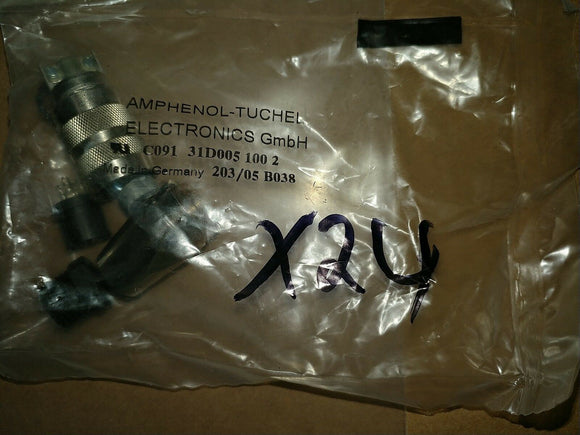 AMPHENOL-TUCHEL
ELECTRONICS GmbH
C091 31D005 100 2
Made in Germany 203/05 B038
X24